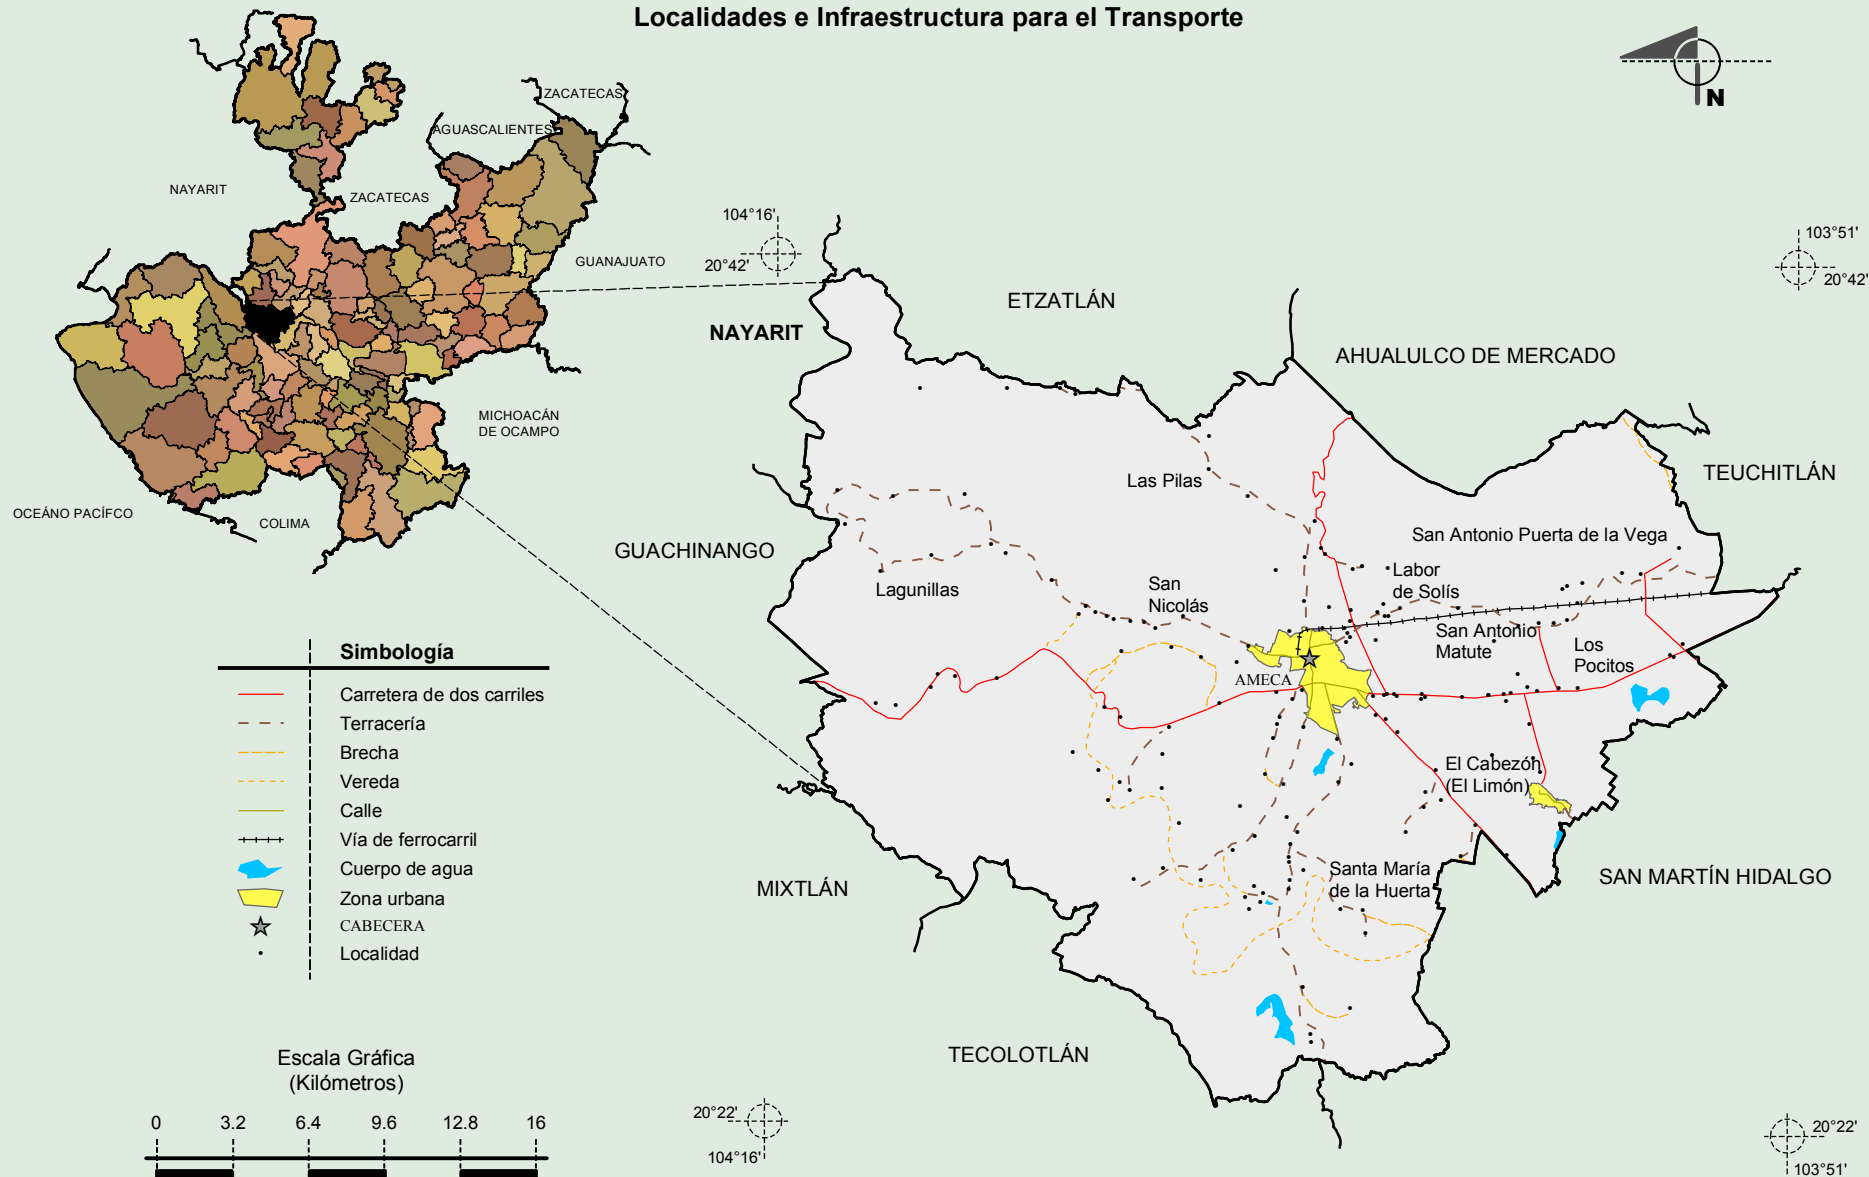 Localidades e Infraestructura para el Transporte
N
ZACATECAS
AGUASCALIENTES
NAYARIT
ZACATECAS
GUANAJUATO
MICHOACÁN
DE OCAMPO
OCEÁNO PACÍFCO
COLIMA
104°16'
20°42'
103°51'
20°42'
ETZATLÁN
NAYARIT
AHUALULCO DE MERCADO
TEUCHITLÁN
Las Pilas
San Antonio Puerta de la Vega
GUACHINANGO
Lagunillas
San
Nicolás
Labor
de Solís
San Antonio
Matute
Los
Pocitos
AMECA
El Cabezón
(El Limón)
Santa María
de la Huerta
MIXTLÁN
SAN MARTÍN HIDALGO
TECOLOTLÁN
Simbología
Carretera de dos carriles
Terracería
Brecha
Vereda
Calle
Vía de ferrocarril
Cuerpo de agua
Zona urbana
CABECERA
Localidad
Escala Gráfica
(Kilómetros)
0 3.2 6.4 9.6 12.8 16
20°22'
104°16'
20°22'
103°51'